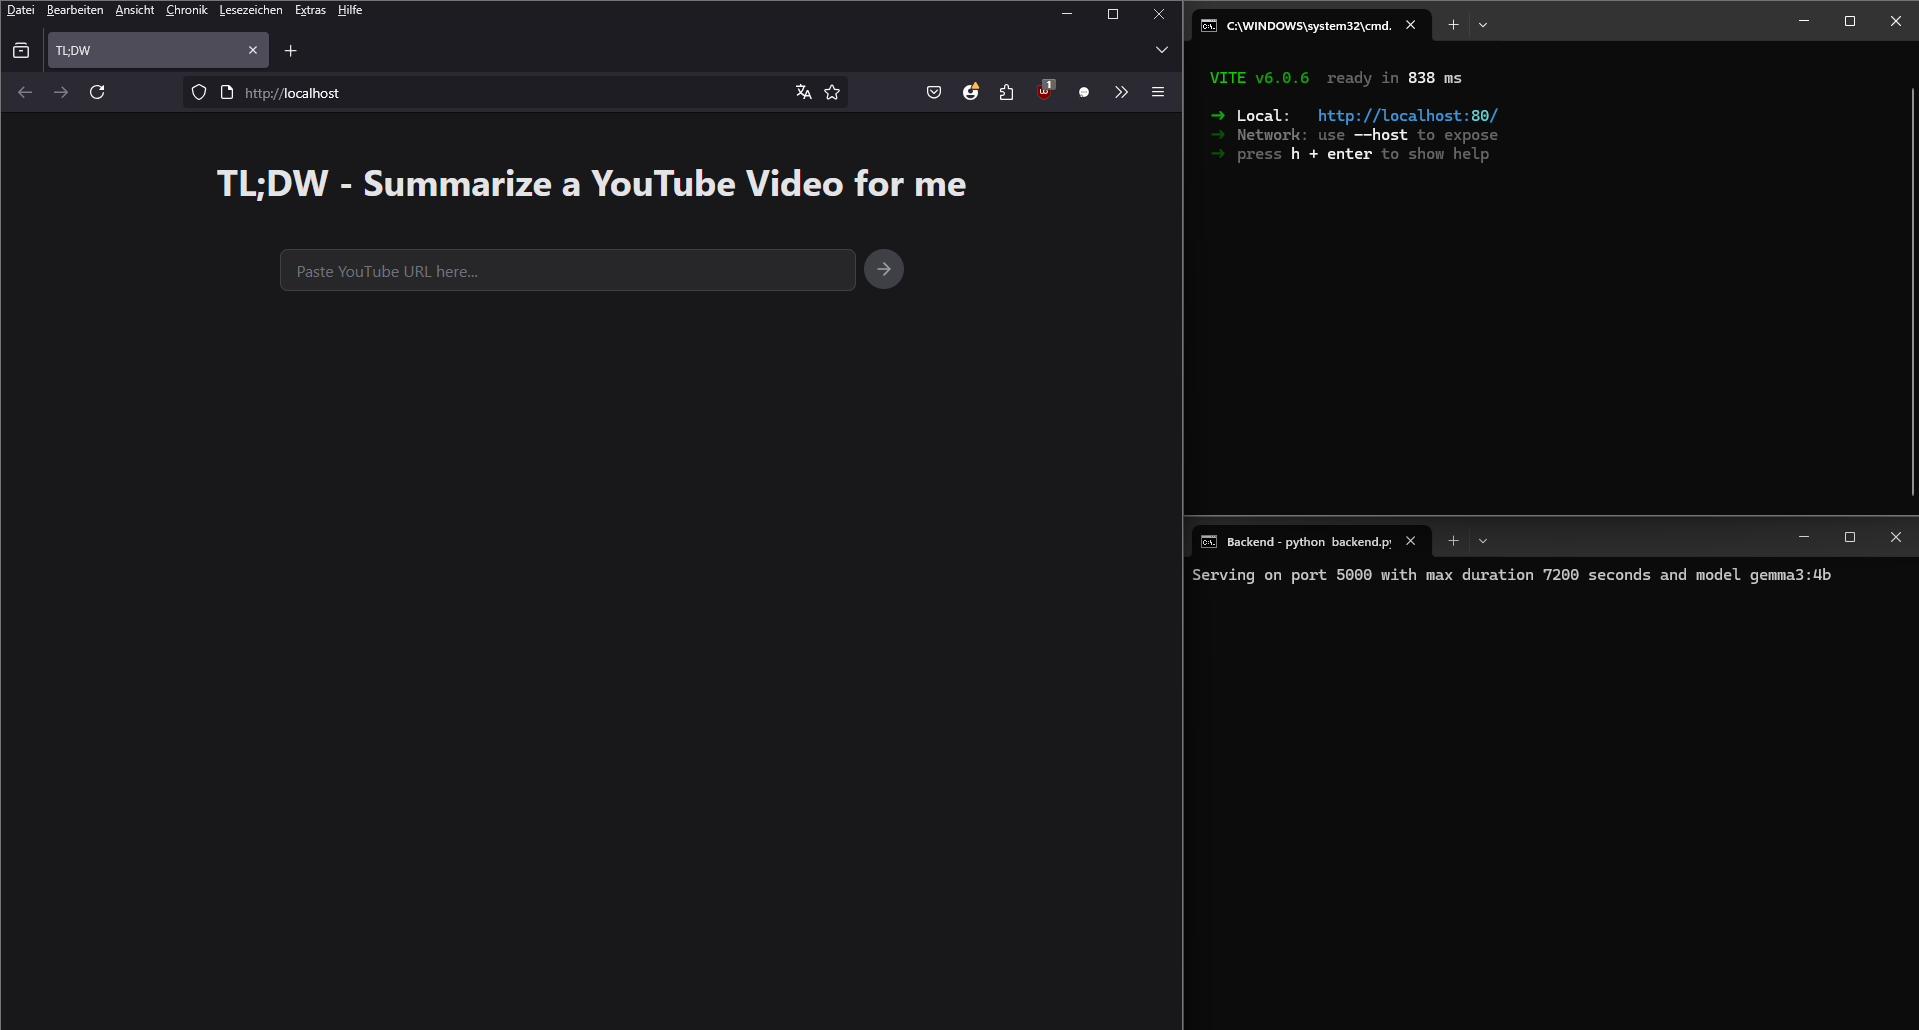 Datei Bearbeiten Ansicht Chronik Lesezeichen Extras Hilfe
TL;DW
http://localhost
1
TL;DW - Summarize a YouTube Video for me
Paste YouTube URL here...
C:\WINDOWS\system32\cmd.
VITE v6.0.6 ready in 838 ms
➜ Local: http://localhost:80/
➜ Network: use --host to expose
➜ press h + enter to show help
Backend - python backend.py
Serving on port 5000 with max duration 7200 seconds and model gemma3:4b